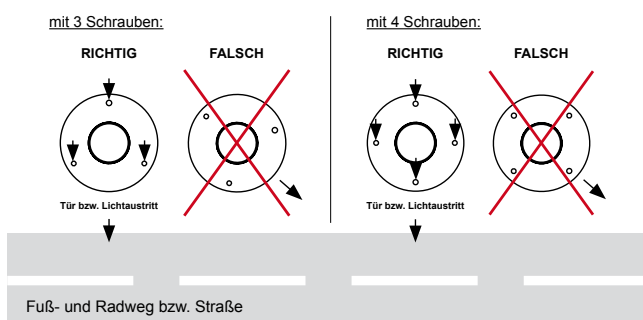 mit 3 Schrauben:
RICHTIG
FALSCH
Tür bzw. Lichtaustritt
mit 4 Schrauben:
RICHTIG
FALSCH
Tür bzw. Lichtaustritt
Fuß- und Radweg bzw. Straße